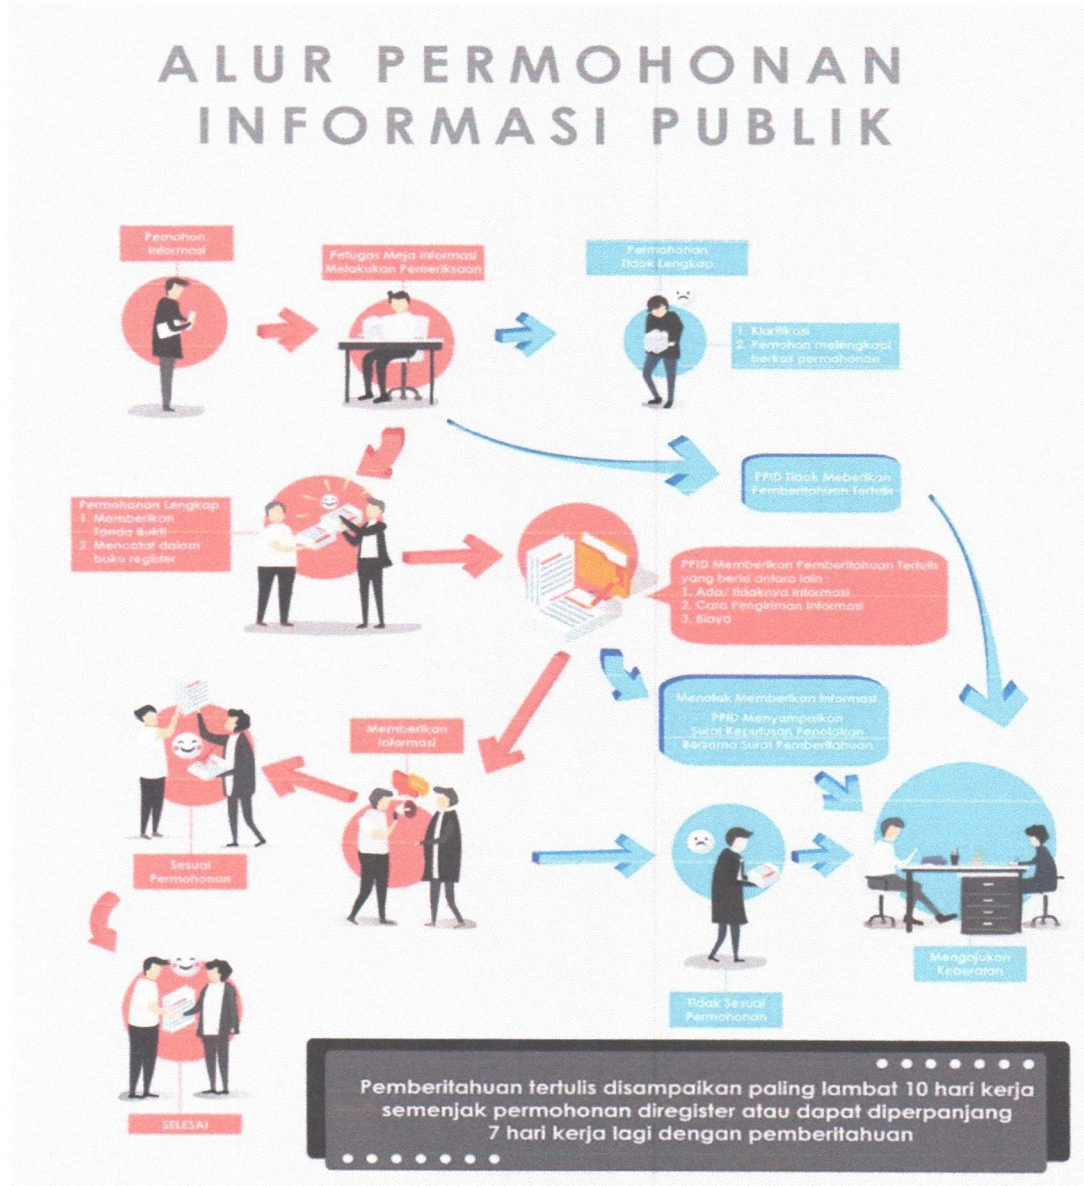 ALUR PERMOHONAN
INFORMASI PUBLIK
Pemohon
Informasi
Petugas Meja Informasi
Melakukan Pemeriksaan
Permohonan
Tidak Lengkap
1. Klarifikasi
2. Pemohon melengkapi
berkas permohonan
PPID Tidak Meberikan
Pemberitahuan Tertulis
Permohonan Lengkap
1. Memberikan
Tanda Bukti
2. Mencatat dalam
buku register
PPID Memberikan Pemberitahuan Tertulis
yang berisi antara lain :
1. Ada/ tidaknya informasi
2. Cara Pengiriman Informasi
3. Biaya
Menolak Memberikan Informasi
PPID Menyampaikan
Surat Keputusan Penolakan
Bersama Surat Pemberitahuan
Memberikan
Informasi
Sesuai
Permohonan
Mengajukan
Keberatan
Tidak Sesuai
Permohonan
SELESAI
Pemberitahuan tertulis disampaikan paling lambat 10 hari kerja
semenjak permohonan diregister atau dapat diperpanjang
7 hari kerja lagi dengan pemberitahuan